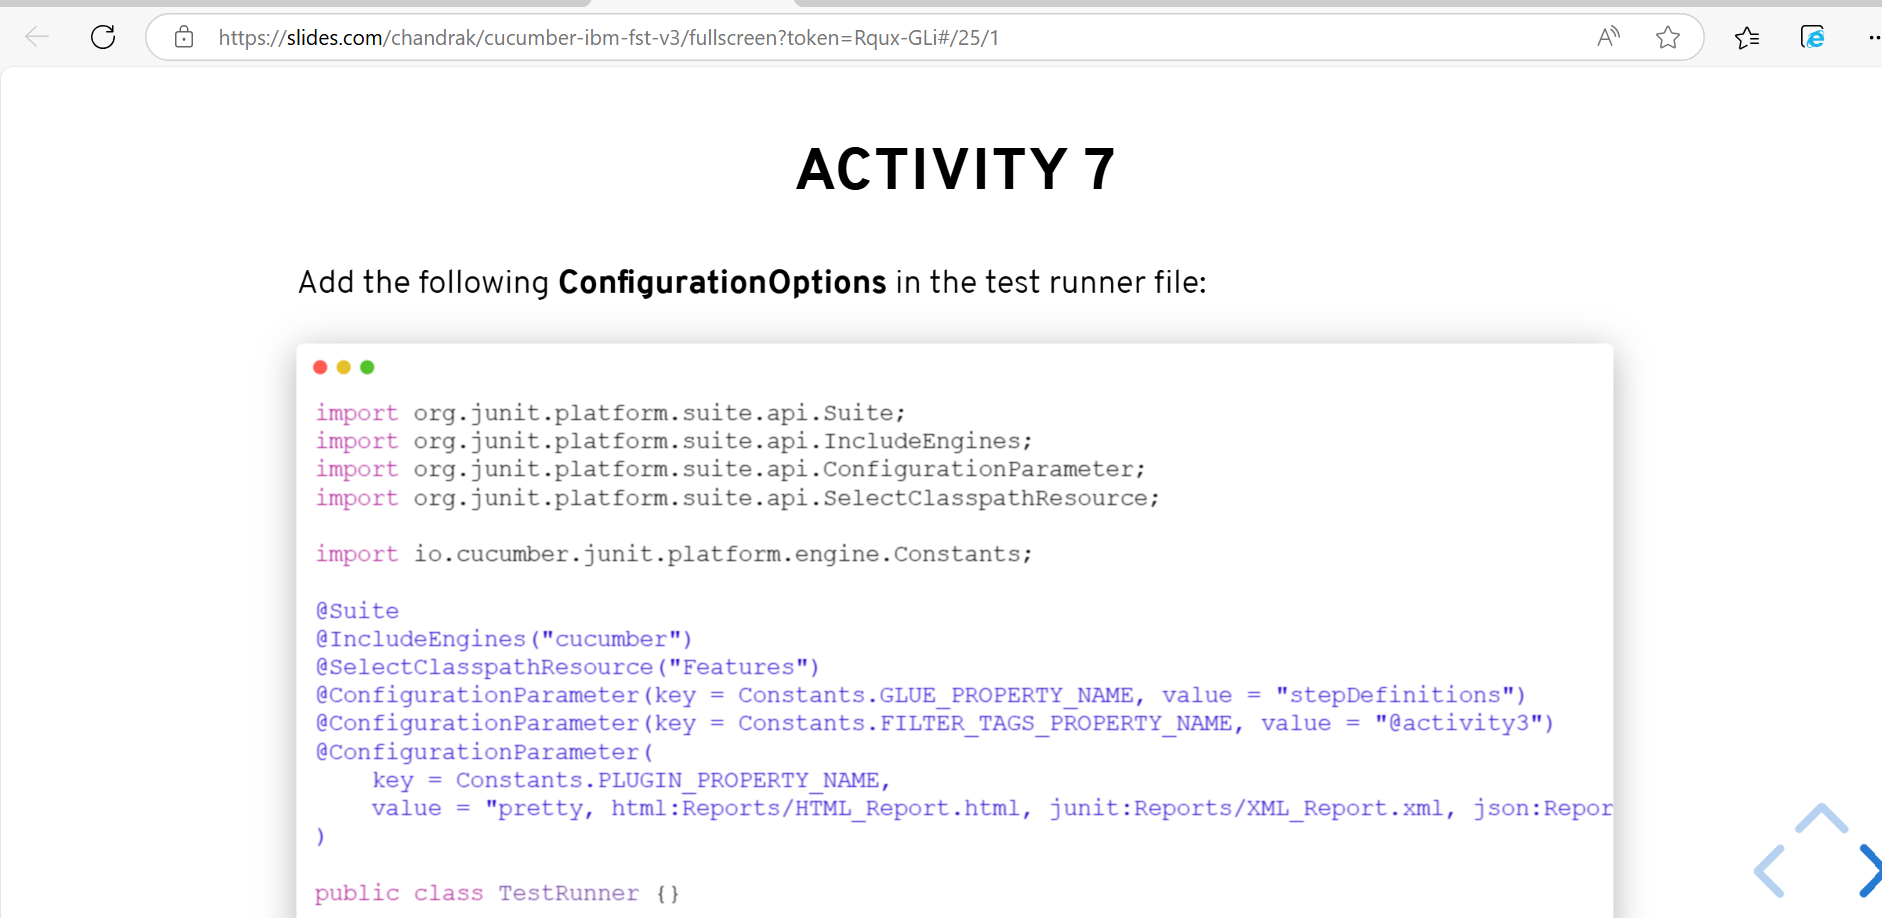 https://slides.com/chandrak/cucumber-ibm-fst-v3/fullscreen?token=Rqux-GLi#/25/1
ACTIVITY 7
Add the following ConfigurationOptions in the test runner file:
import org.junit.platform.suite.api.Suite;
import org.junit.platform.suite.api.IncludeEngines;
import org.junit.platform.suite.api.ConfigurationParameter;
import org.junit.platform.suite.api.SelectClasspathResource;
import io.cucumber.junit.platform.engine.Constants;
@Suite
@IncludeEngines("cucumber")
@SelectClasspathResource("Features")
@ConfigurationParameter(key = Constants.GLUE_PROPERTY_NAME, value = "stepDefinitions")
@ConfigurationParameter(key = Constants.FILTER_TAGS_PROPERTY_NAME, value = "@activity3")
@ConfigurationParameter(
key = Constants.PLUGIN_PROPERTY_NAME,
value = "pretty, html:Reports/HTML_Report.html, junit:Reports/XML_Report.xml, json:Repor
)
public class TestRunner {}